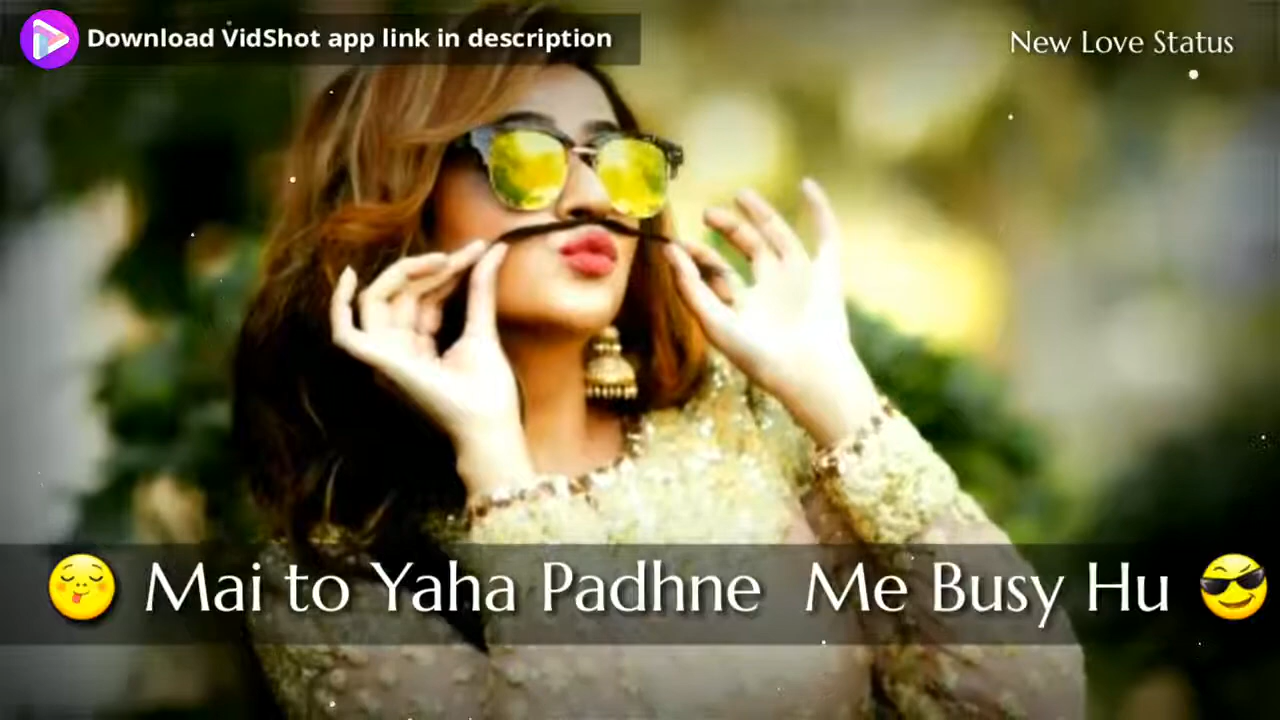 Download VidShot app link in description
New Love Status
Mai to Yaha Padhne Me Busy Hu